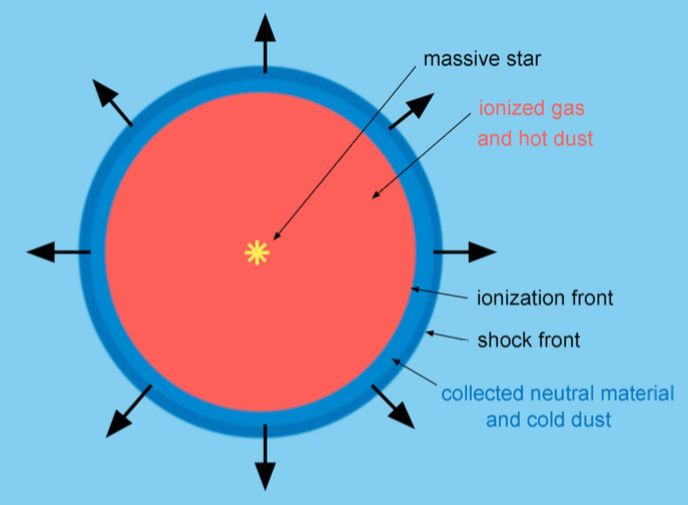 massive star
ionized gas
and hot dust
ionization front
shock front
collected neutral material
and cold dust